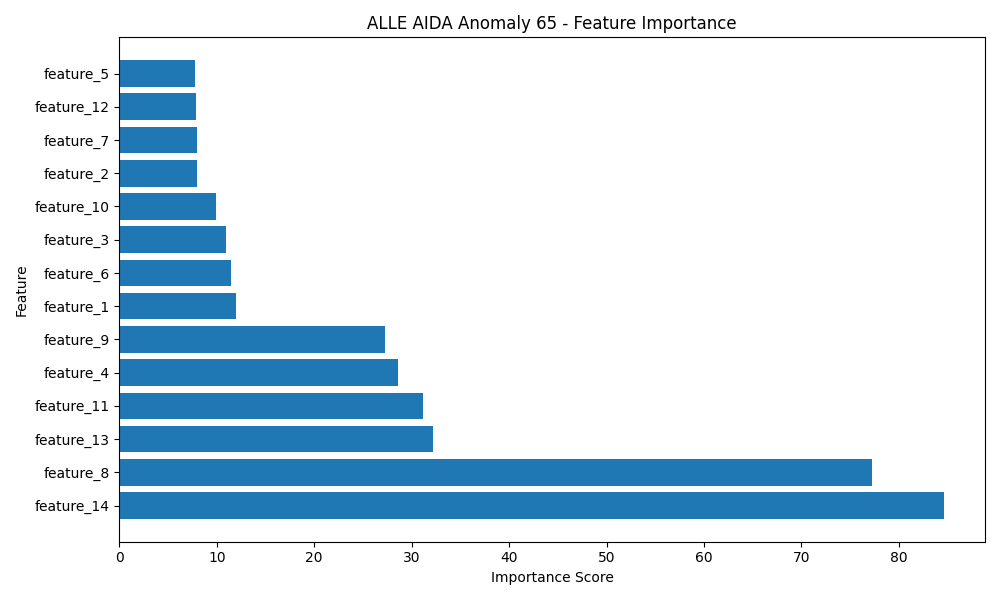 ALLE AIDA Anomaly 65 - Feature Importance
feature_5
feature_12
feature_7
feature_2
feature_10
feature_3
feature_6
feature_1
feature_9
feature_4
feature_11
feature_13
feature_8
feature_14
Feature
0 10 20 30 40 50 60 70 80
Importance Score